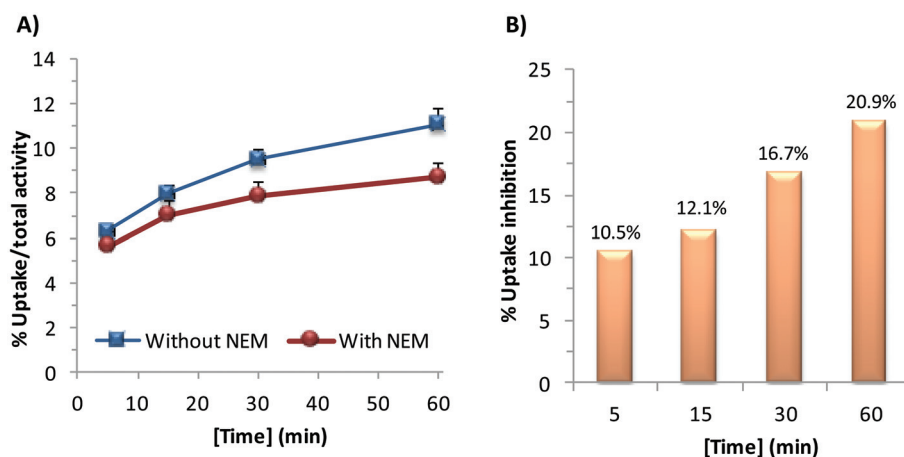 A)
% Uptake/total activity
14
12
10
8
6
4
2
0
Without NEM
With NEM
0 10 20 30 40 50 60
[Time] (min)
B)
% Uptake inhibition
25
20
15
10
5
0
10.5%
12.1%
16.7%
20.9%
5 15 30 60
[Time] (min)